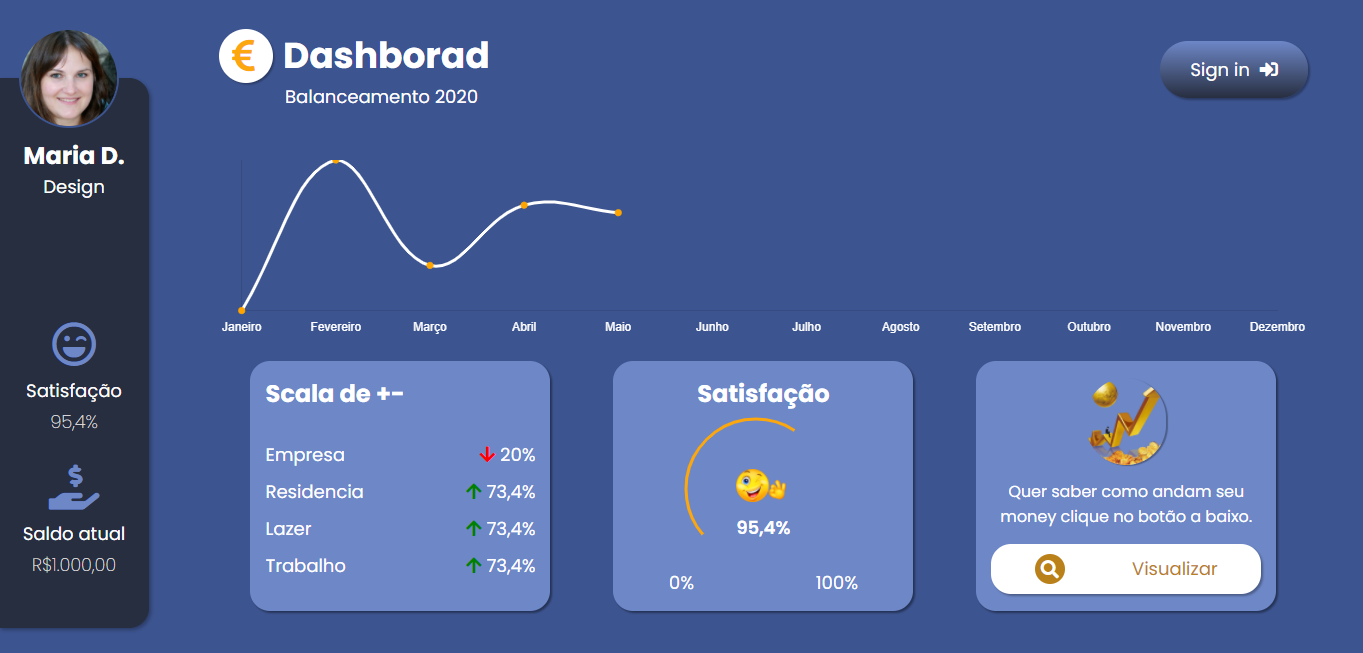 Maria D.
Design
Satisfação
95,4%
Saldo atual
R$1.000,00
€ Dashborad
Balanceamento 2020
Sign in
Janeiro Fevereiro Março Abril Maio Junho Julho Agosto Setembro Outubro Novembro Dezembro
Scala de +-
Empresa 20%
Residencia 73,4%
Lazer 73,4%
Trabalho 73,4%
Satisfação
95,4%
0% 100%
Quer saber como andam seu
money clique no botão a baixo.
Visualizar